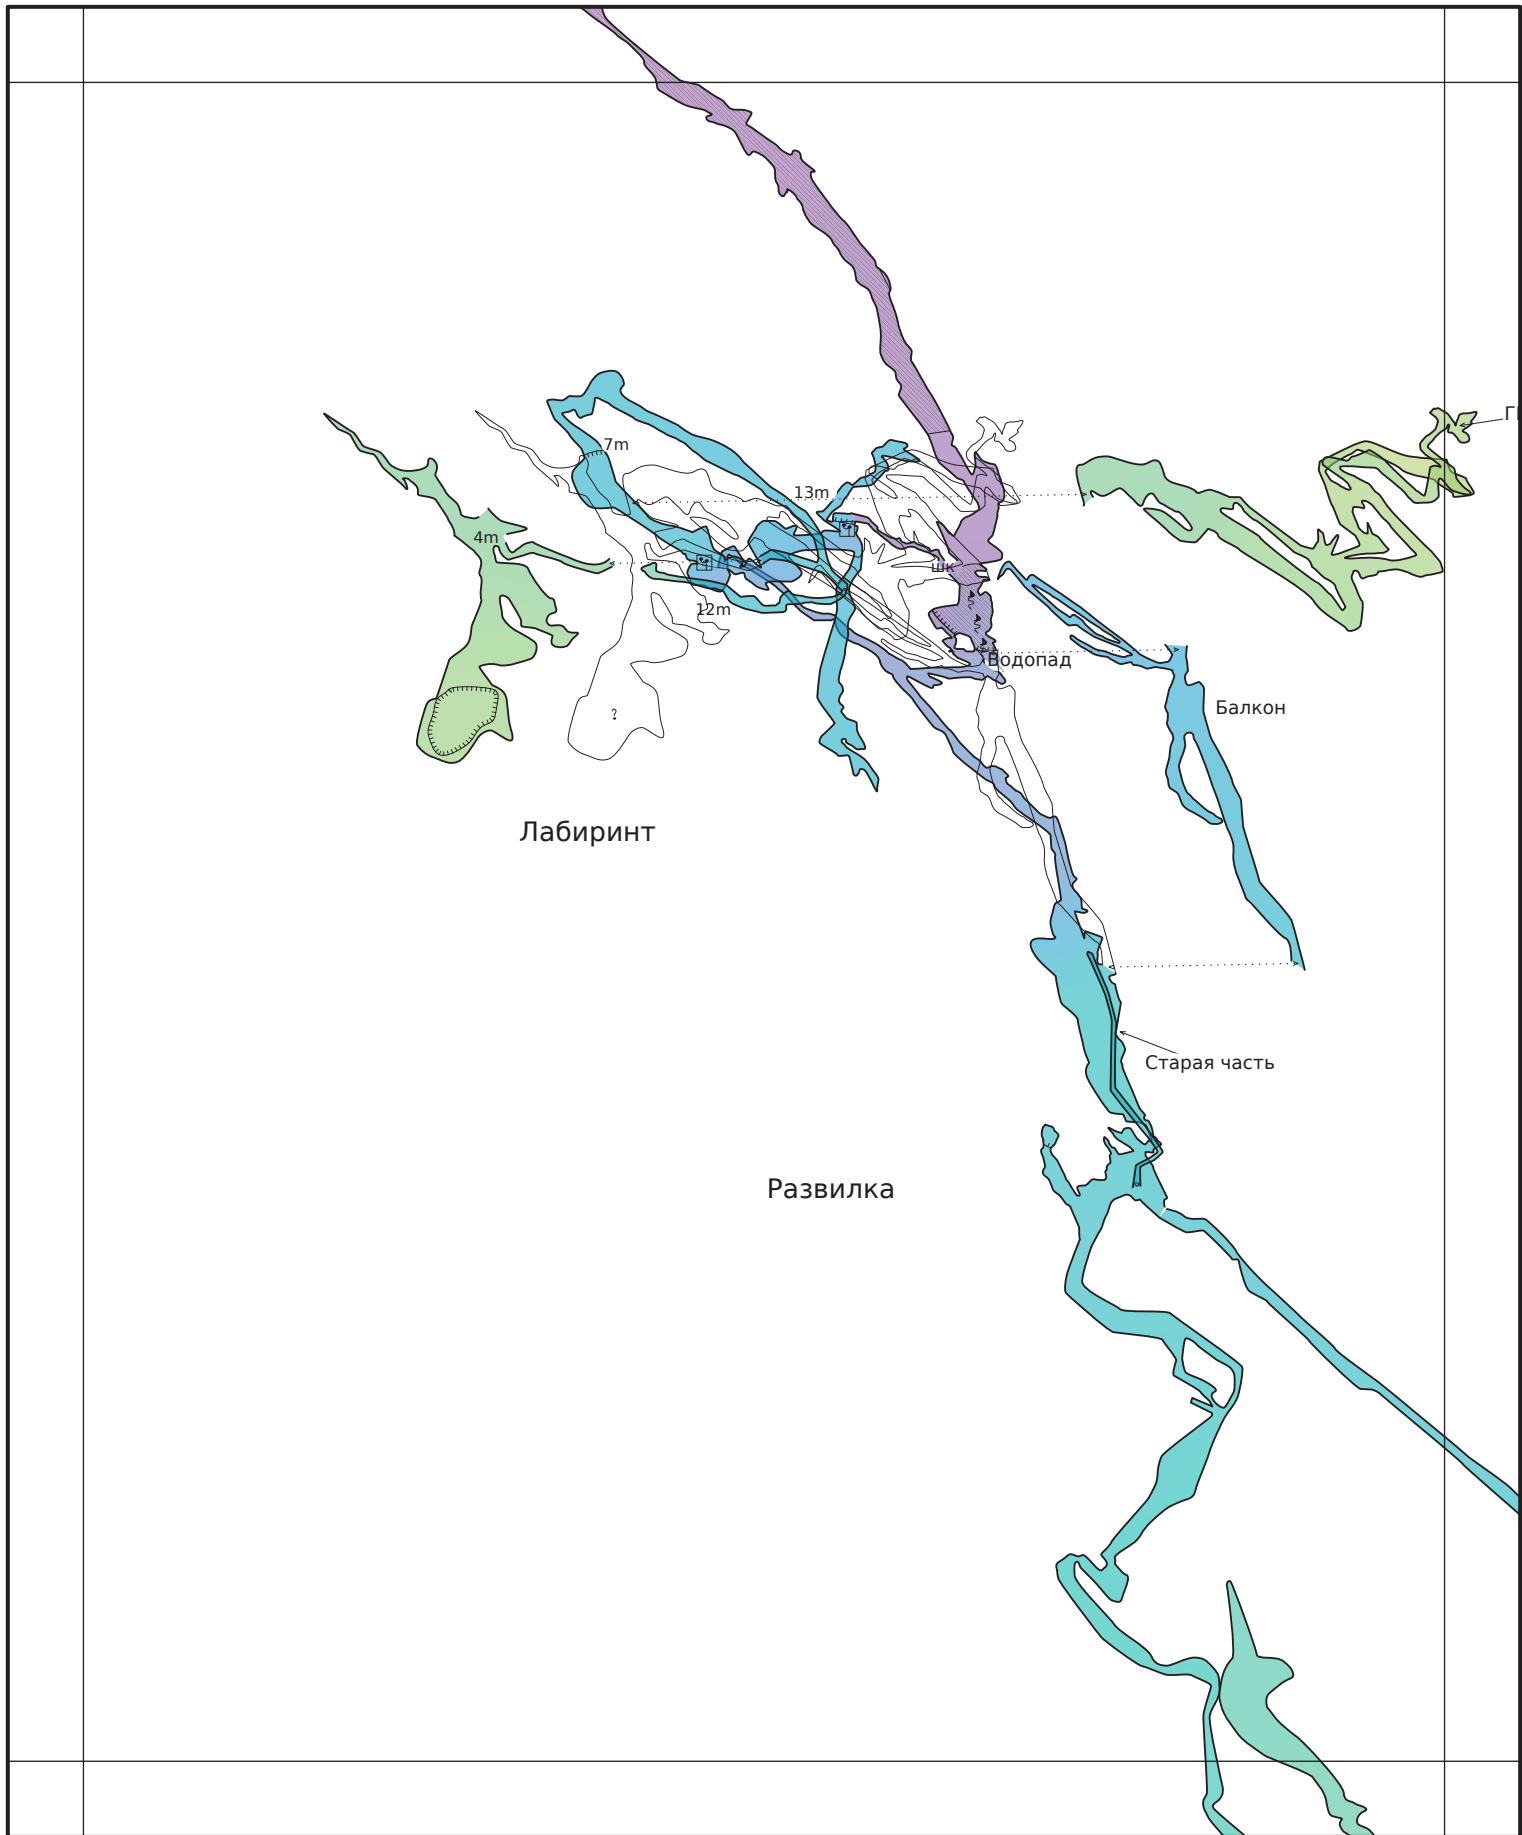 7m
13m
4m
12m
шк
Водопад
Балкон
?
Лабиринт
Старая часть
Развилка